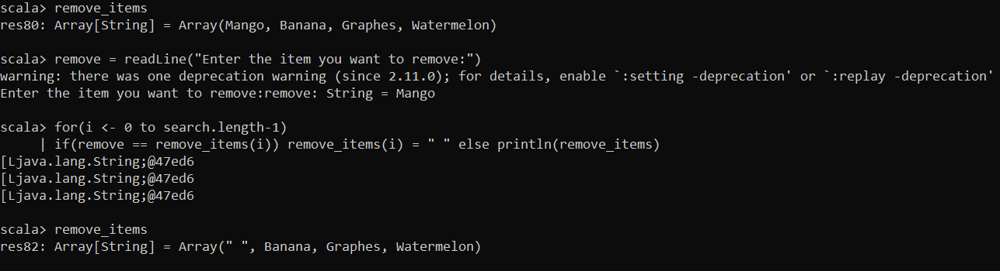 scala> remove_items
res80: Array[String] = Array(Mango, Banana, Graphes, Watermelon)
scala> remove = readLine("Enter the item you want to remove:")
warning: there was one deprecation warning (since 2.11.0); for details, enable `:setting -deprecation' or `:replay -deprecation'
Enter the item you want to remove:remove: String = Mango
scala> for(i <- 0 to search.length-1)
| if(remove == remove_items(i)) remove_items(i) = " " else println(remove_items)
[Ljava.lang.String;@47ed6
[Ljava.lang.String;@47ed6
[Ljava.lang.String;@47ed6
scala> remove_items
res82: Array[String] = Array(" ", Banana, Graphes, Watermelon)